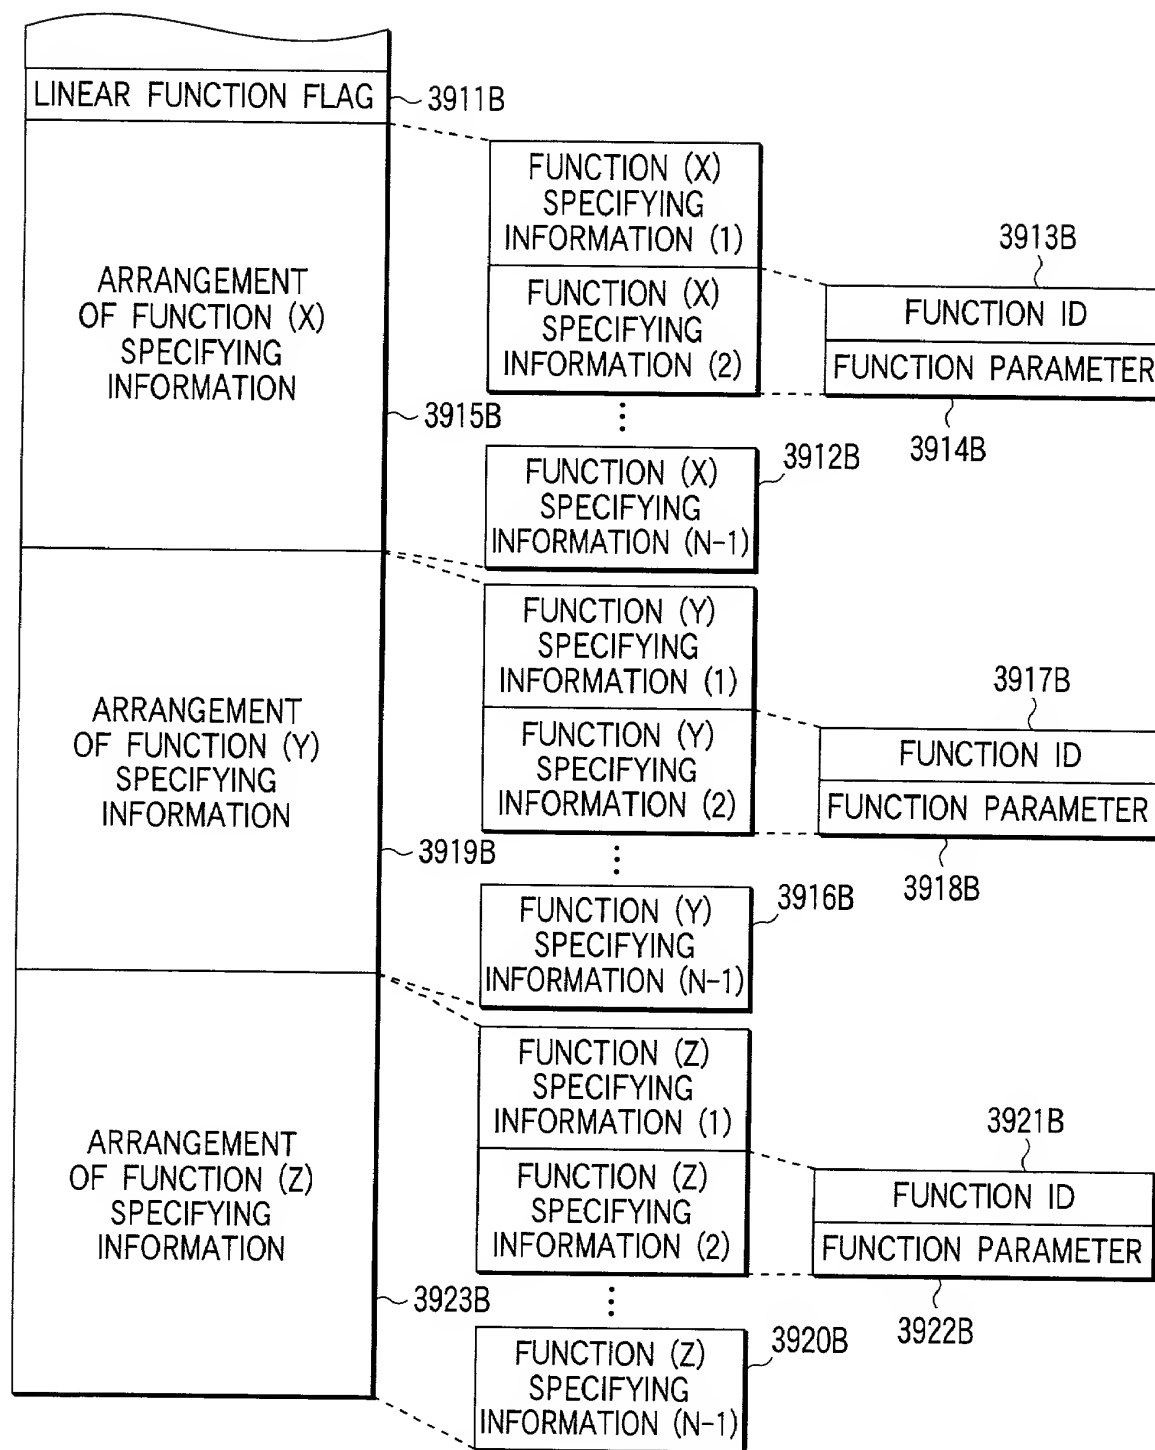 LINEAR FUNCTION FLAG
3911B
ARRANGEMENT
OF FUNCTION (X)
SPECIFYING
INFORMATION
3915B
FUNCTION (X)
SPECIFYING
INFORMATION (1)
FUNCTION (X)
SPECIFYING
INFORMATION (2)
3913B
FUNCTION ID
FUNCTION PARAMETER
3914B
3912B
FUNCTION (X)
SPECIFYING
INFORMATION (N-1)
ARRANGEMENT
OF FUNCTION (Y)
SPECIFYING
INFORMATION
3919B
FUNCTION (Y)
SPECIFYING
INFORMATION (1)
FUNCTION (Y)
SPECIFYING
INFORMATION (2)
3917B
FUNCTION ID
FUNCTION PARAMETER
3918B
3916B
FUNCTION (Y)
SPECIFYING
INFORMATION (N-1)
ARRANGEMENT
OF FUNCTION (Z)
SPECIFYING
INFORMATION
3923B
FUNCTION (Z)
SPECIFYING
INFORMATION (1)
FUNCTION (Z)
SPECIFYING
INFORMATION (2)
3921B
FUNCTION ID
FUNCTION PARAMETER
3922B
3920B
FUNCTION (Z)
SPECIFYING
INFORMATION (N-1)